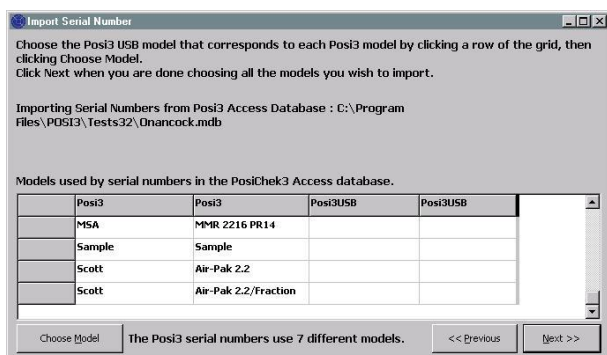 Import Serial Number
Choose the Posi3 USB model that corresponds to each Posi3 model by clicking a row of the grid, then
clicking Choose Model.
Click Next when you are done choosing all the models you wish to import.
Importing Serial Numbers from Posi3 Access Database : C:\Program
Files\POSI3\Tests32\Onancock.mdb
Models used by serial numbers in the PosiChek3 Access database.
Posi3 Posi3 Posi3USB Posi3USB
MSA MMR 2216 PR14
Sample Sample
Scott Air-Pak 2.2
Scott Air-Pak 2.2/Fraction
Choose Model The Posi3 serial numbers use 7 different models. << Previous Next >>